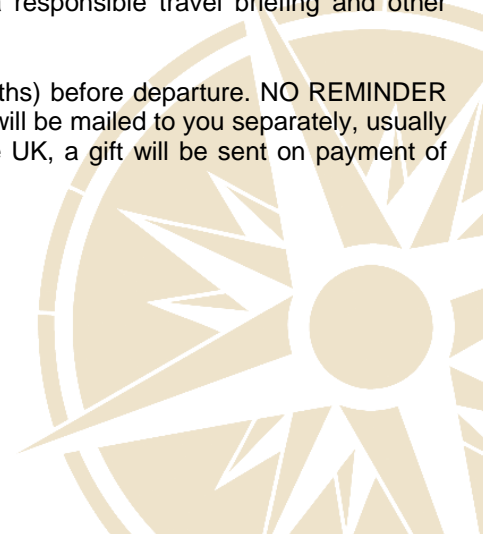 responsible travel briefing and other
ths) before departure. NO REMINDER
will be mailed to you separately, usually
UK, a gift will be sent on payment of